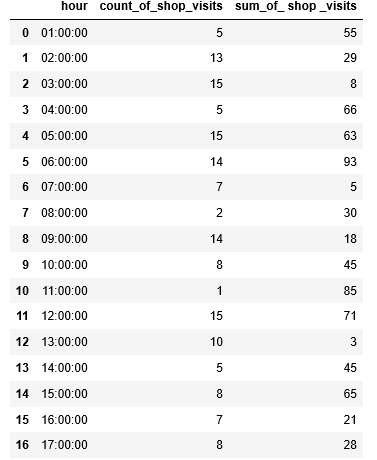 hour count_of_shop_visits sum_of_ shop _visits
0 01:00:00 5 55
1 02:00:00 13 29
2 03:00:00 15 8
3 04:00:00 5 66
4 05:00:00 15 63
5 06:00:00 14 93
6 07:00:00 7 5
7 08:00:00 2 30
8 09:00:00 14 18
9 10:00:00 8 45
10 11:00:00 1 85
11 12:00:00 15 71
12 13:00:00 10 3
13 14:00:00 5 45
14 15:00:00 8 65
15 16:00:00 7 21
16 17:00:00 8 28